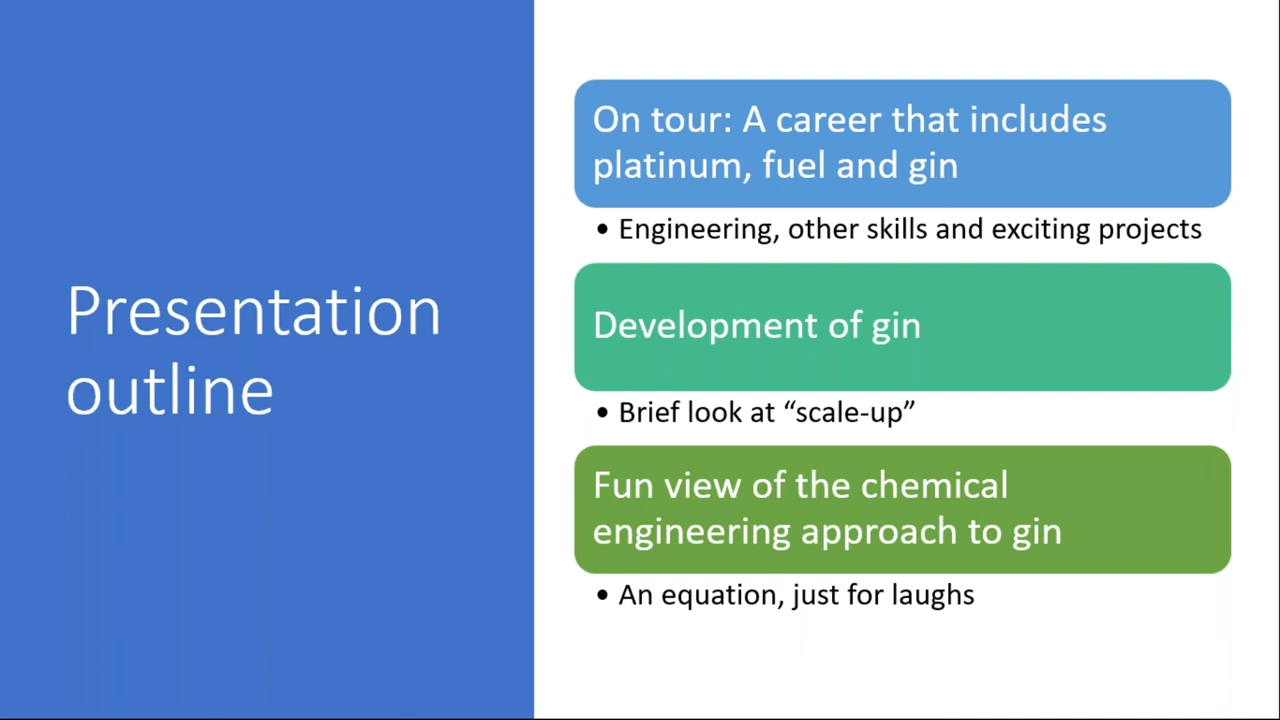 Presentation
outline
On tour: A career that includes
platinum, fuel and gin
• Engineering, other skills and exciting projects
Development of gin
• Brief look at “scale-up”
Fun view of the chemical
engineering approach to gin
• An equation, just for laughs